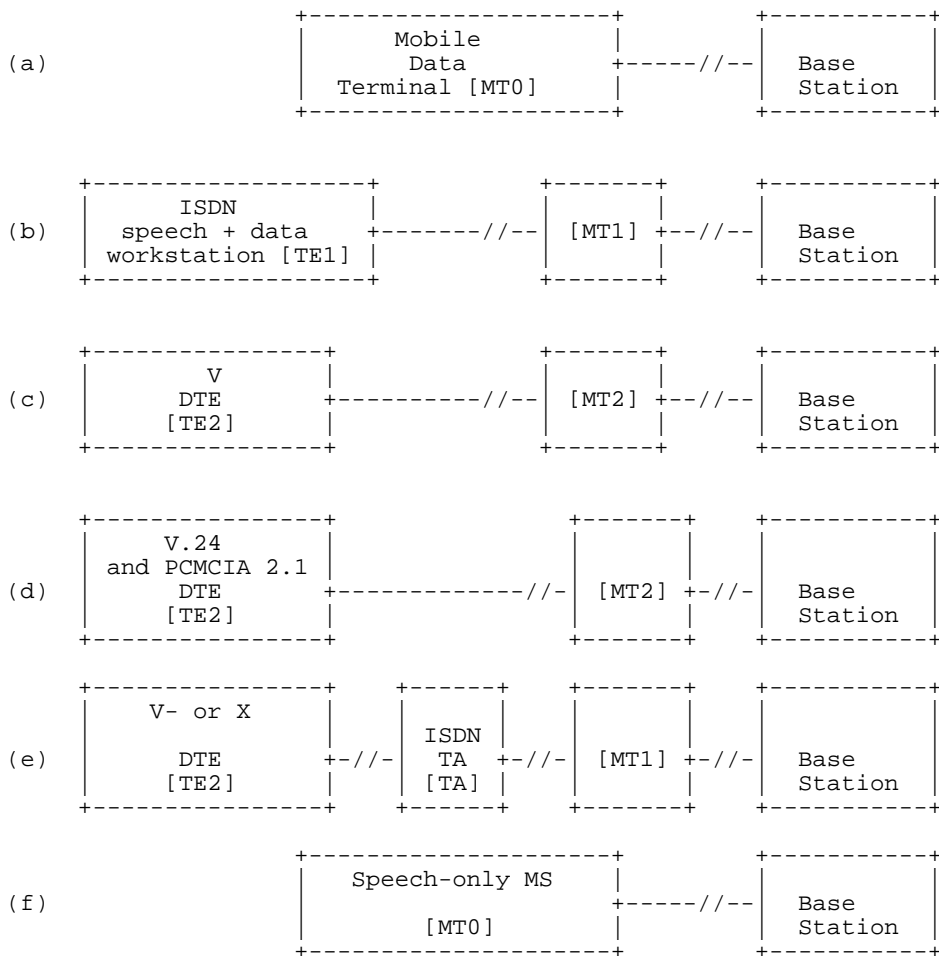 (a) Mobile
Data
Terminal [MT0] Base
Station
(b) ISDN
speech + data
workstation [TE1] [MT1] Base
Station
(c) V
DTE
[TE2] [MT2] Base
Station
(d) V.24
and PCMCIA 2.1
DTE
[TE2] [MT2] Base
Station
(e) V- or X
DTE
[TE2] ISDN
TA
[TA] [MT1] Base
Station
(f) Speech-only MS
[MT0] Base
Station